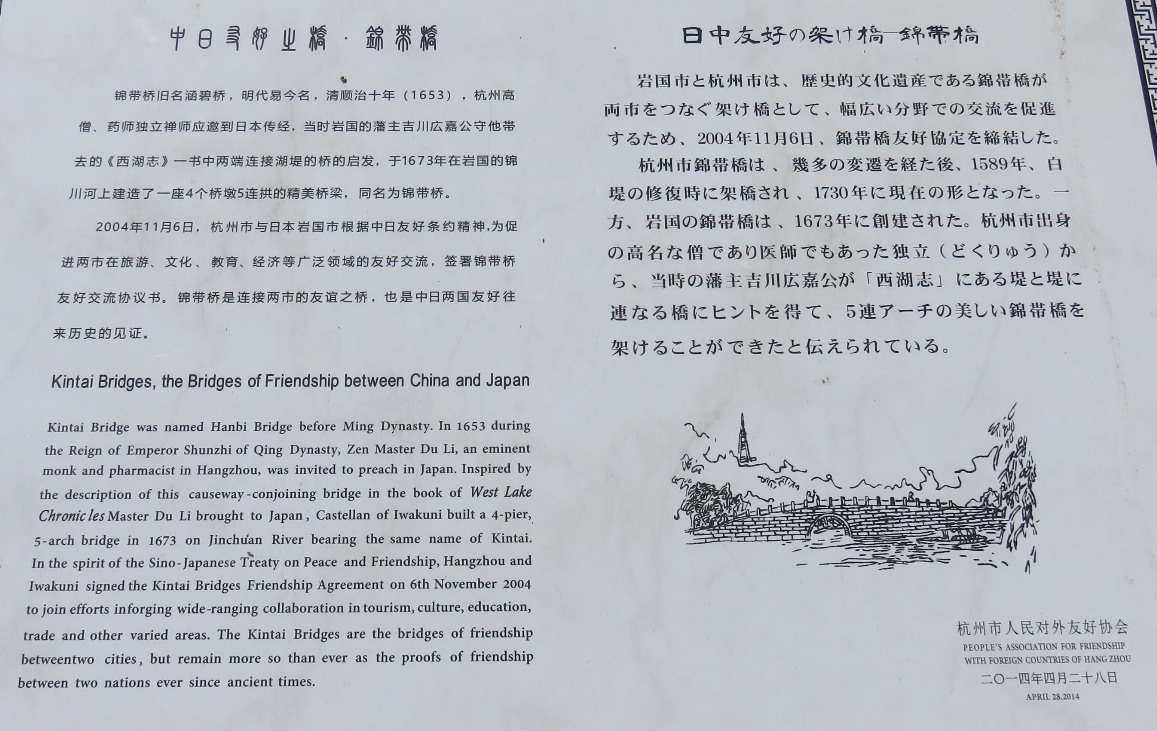 中日友好之橋·錦帶橋
锦带桥旧名涵碧桥，明代易今名，清顺治十年（1653），杭州高
僧、药师独立禅师应邀到日本传经，当时岩国的藩主吉川広嘉公守他带
去的《西湖志》一书中两端连接湖堤的桥的启发，于1673年在岩国的锦
川河上建造了一座4个桥墩5连拱的精美桥梁，同名为锦带桥。
2004年11月6日，杭州市与日本岩国市根据中日友好条约精神,为促
进两市在旅游、文化、教育、经济等广泛领域的友好交流，签署锦带桥
友好交流协议书。锦带桥是连接两市的友谊之桥，也是中日两国友好往
来历史的见证。
Kintai Bridges, the Bridges of Friendship between China and Japan
Kintai Bridge was named Hanbi Bridge before Ming Dynasty. In 1653 during
the Reign of Emperor Shunzhi of Qing Dynasty, Zen Master Du Li, an eminent
monk and pharmacist in Hangzhou, was invited to preach in Japan. Inspired by
the description of this causeway-conjoining bridge in the book of West Lake
Chronicles Master Du Li brought to Japan, Castellan of Iwakuni built a 4-pier,
5-arch bridge in 1673 on Jinchuan River bearing the same name of Kintai.
In the spirit of the Sino-Japanese Treaty on Peace and Friendship, Hangzhou and
Iwakuni signed the Kintai Bridges Friendship Agreement on 6th November 2004
to join efforts inforging wide-ranging collaboration in tourism, culture, education,
trade and other varied areas. The Kintai Bridges are the bridges of friendship
betweentwo cities, but remain more so than ever as the proofs of friendship
between two nations ever since ancient times.
日中友好の架け橋—錦帯橋
岩国市と杭州市は、歴史的文化遺産である錦帯橋が
両市をつなぐ架け橋として、幅広い分野での交流を促進
するため、2004年11月6日、錦帯橋友好協定を締結した。
杭州市錦帯橋は、幾多の変遷を経た後、1589年、白
堤の修復時に架橋され、1730年に現在の形となった。一
方、岩国の錦帯橋は、1673年に創建された。杭州市出身
の高名な僧であり医師でもあった独立（どくりゅう）か
ら、当時の藩主吉川広嘉公が「西湖志」にある堤と堤に
連なる橋にヒントを得て、5連アーチの美しい錦帯橋を
架けることができたと伝えられている。
杭州市人民对外友好协会
PEOPLE'S ASSOCIATION FOR FRIENDSHIP
WITH FOREIGN COUNTRIES OF HANG ZHOU
二〇一四年四月二十八日
APRIL 28.2014